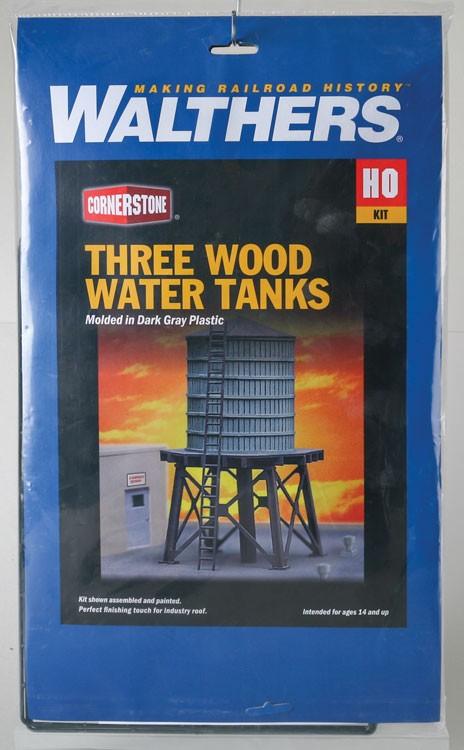 MAKING RAILROAD HISTORY™
WALTHERS®
CORNERSTONE®
HO
KIT
THREE WOOD
WATER TANKS
Molded in Dark Gray Plastic
Kit shown assembled and painted.
Perfect finishing touch for industry roof.
Intended for ages 14 and up